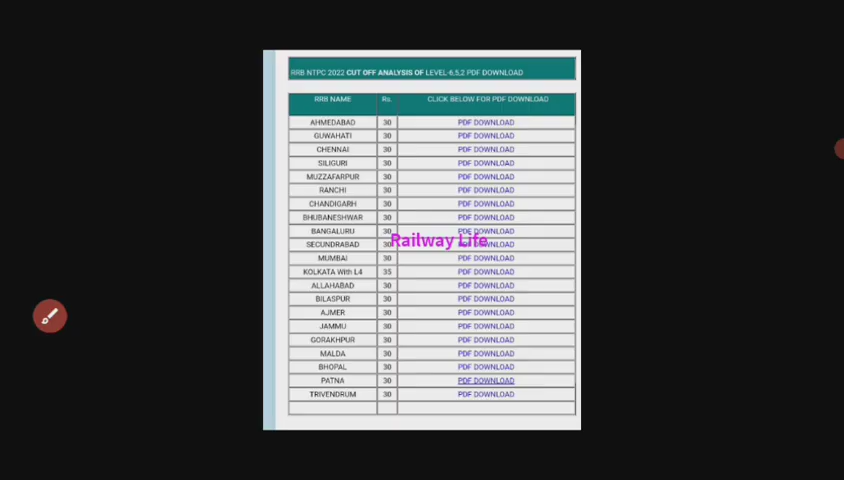 RRB NTPC 2022 CUT OFF ANALYSIS OF LEVEL-6,5,2 PDF DOWNLOAD
RRB NAME Rs. CLICK BELOW FOR PDF DOWNLOAD
AHMEDABAD 30 PDF DOWNLOAD
GUWAHATI 30 PDF DOWNLOAD
CHENNAI 30 PDF DOWNLOAD
SILIGURI 30 PDF DOWNLOAD
MUZZAFARPUR 30 PDF DOWNLOAD
RANCHI 30 PDF DOWNLOAD
CHANDIGARH 30 PDF DOWNLOAD
BHUBANESHWAR 30 PDF DOWNLOAD
BANGALURU 30 PDF DOWNLOAD
Railway Life
SECUNDRABAD 30 PDF DOWNLOAD
MUMBAI 30 PDF DOWNLOAD
KOLKATA With L4 35 PDF DOWNLOAD
ALLAHABAD 30 PDF DOWNLOAD
BILASPUR 30 PDF DOWNLOAD
AJMER 30 PDF DOWNLOAD
JAMMU 30 PDF DOWNLOAD
GORAKHPUR 30 PDF DOWNLOAD
MALDA 30 PDF DOWNLOAD
BHOPAL 30 PDF DOWNLOAD
PATNA 30 PDF DOWNLOAD
TRIVENDRUM 30 PDF DOWNLOAD